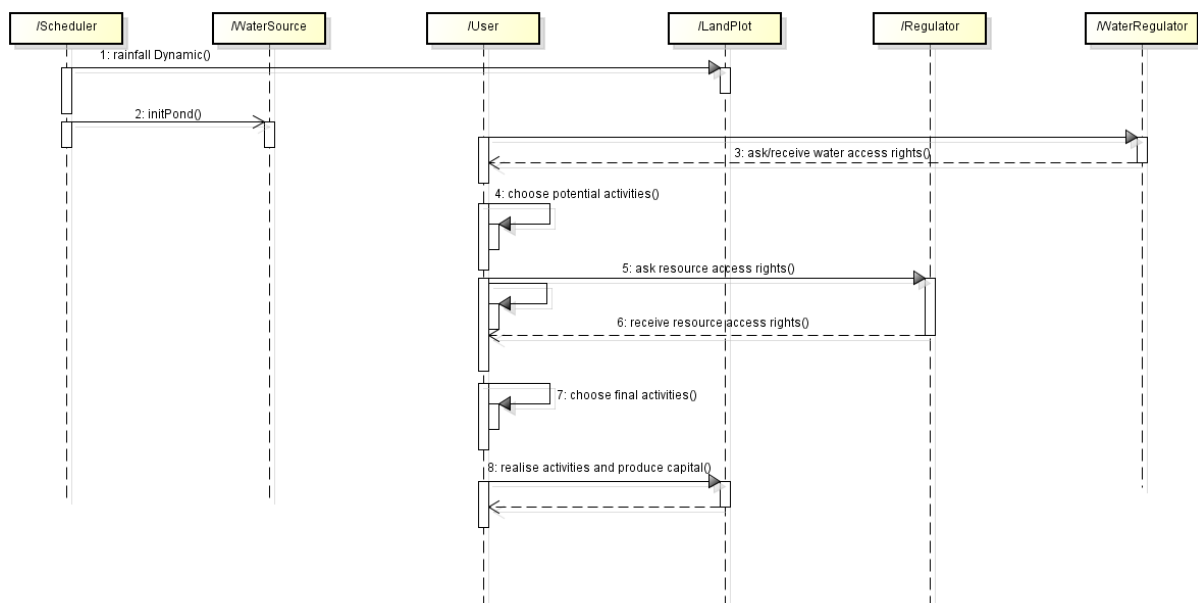 /Scheduler
/WaterSource
/User
/LandPlot
/Regulator
/WaterRegulator
1: rainfall Dynamic()
2: initPond()
3: ask/receive water access rights()
4: choose potential activities()
5: ask resource access rights()
6: receive resource access rights()
7: choose final activities()
8: realise activities and produce capital()